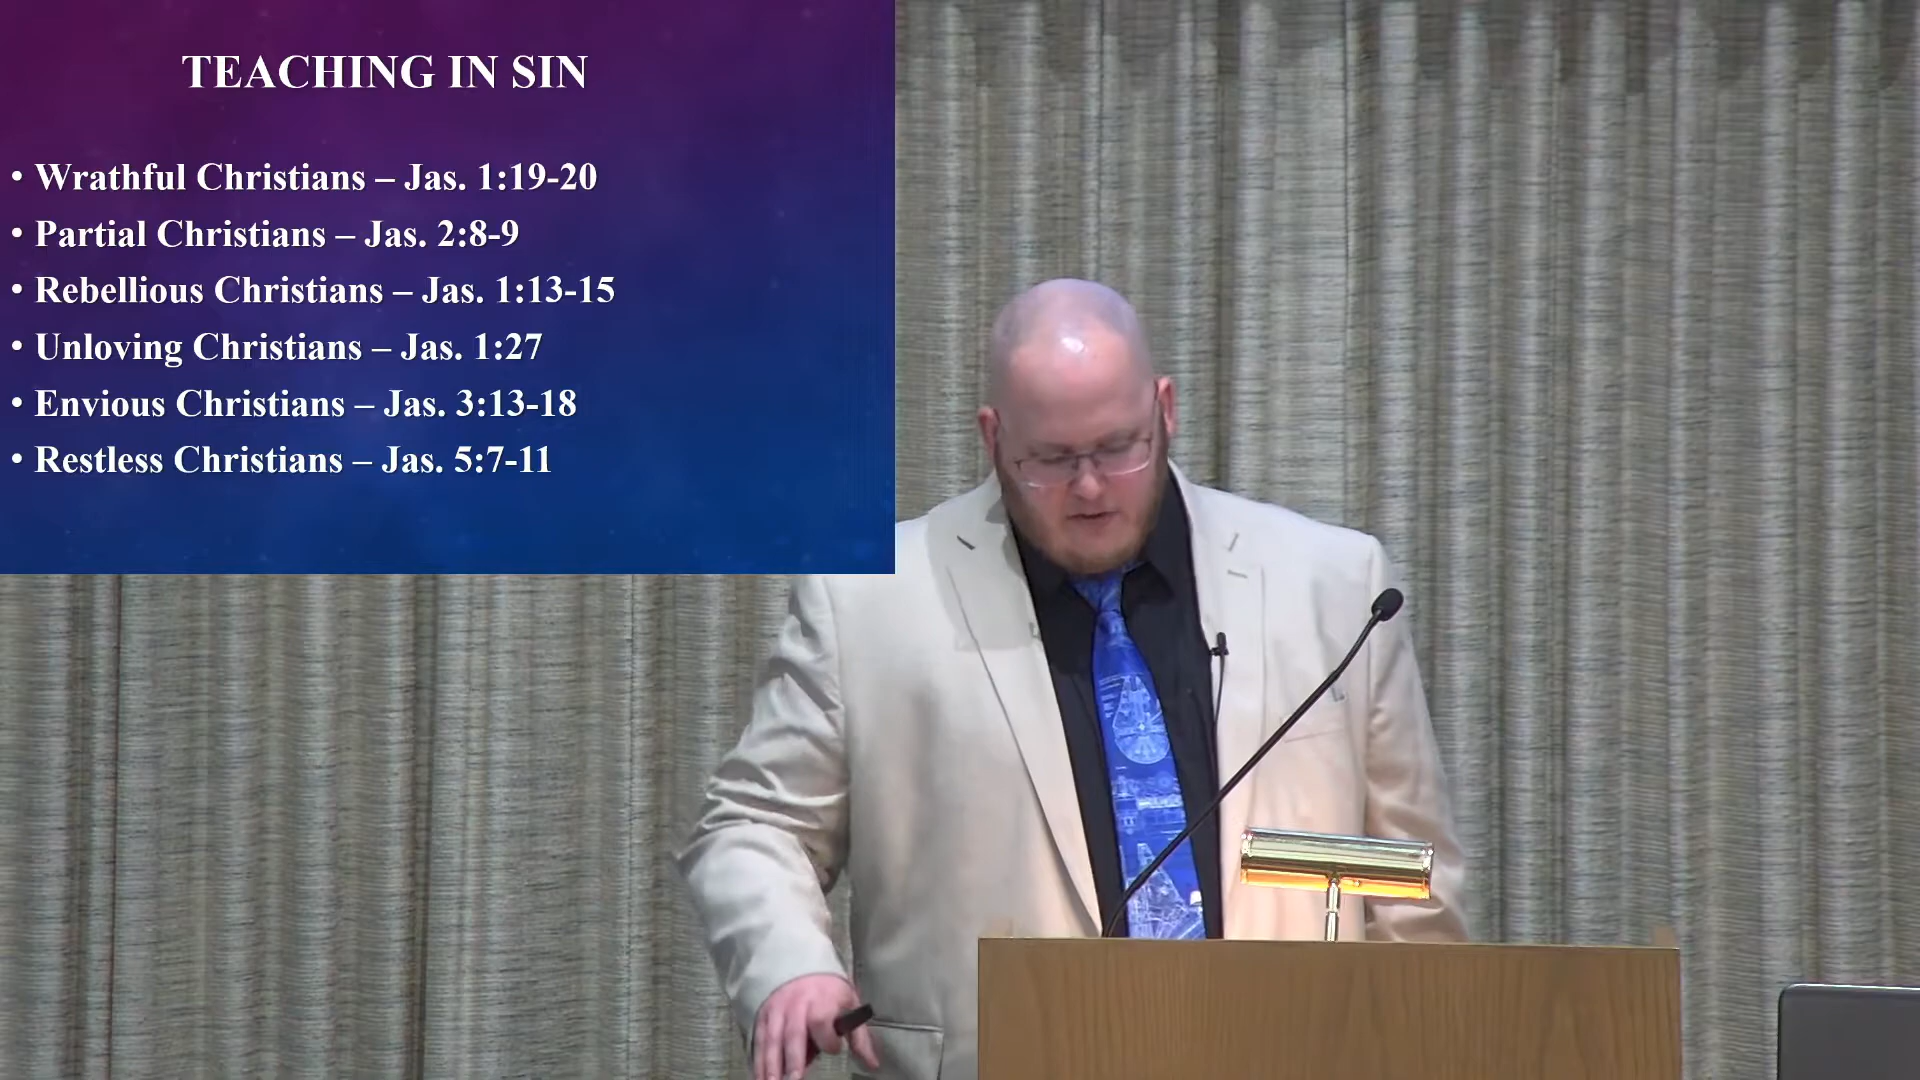 TEACHING IN SIN
• Wrathful Christians – Jas. 1:19-20
• Partial Christians – Jas. 2:8-9
• Rebellious Christians – Jas. 1:13-15
• Unloving Christians – Jas. 1:27
• Envious Christians – Jas. 3:13-18
• Restless Christians – Jas. 5:7-11